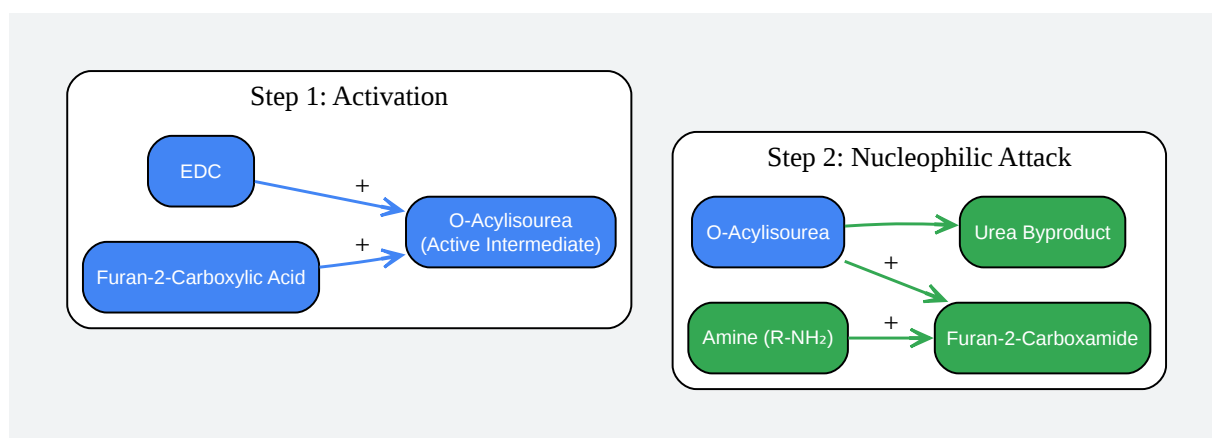 Step 1: Activation
EDC
+
Furan-2-Carboxylic Acid
+
O-Acylisourea
(Active Intermediate)
Step 2: Nucleophilic Attack
O-Acylisourea
Urea Byproduct
+
Amine (R-NH₂)
+
Furan-2-Carboxamide